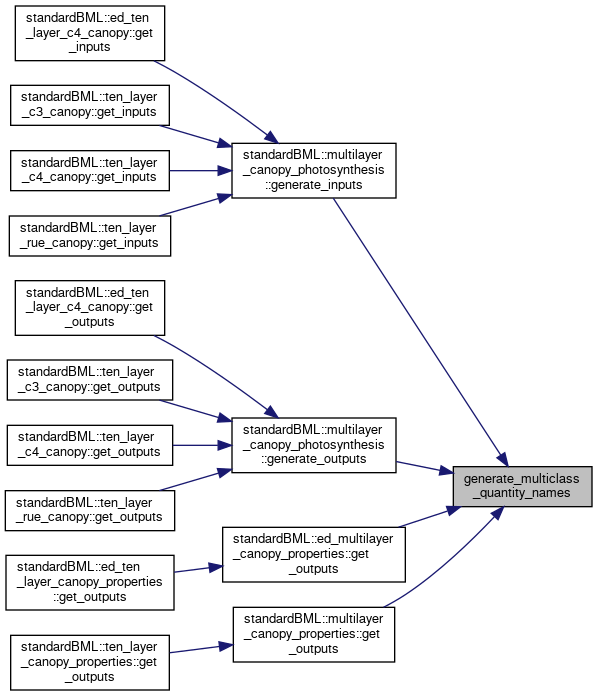 standardBML::ed_ten
_layer_c4_canopy::get
_inputs
standardBML::ten_layer
_c3_canopy::get_inputs
standardBML::ten_layer
_c4_canopy::get_inputs
standardBML::ten_layer
_rue_canopy::get_inputs
standardBML::multilayer
_canopy_photosynthesis
::generate_inputs
standardBML::ed_ten
_layer_c4_canopy::get
_outputs
standardBML::ten_layer
_c3_canopy::get_outputs
standardBML::ten_layer
_c4_canopy::get_outputs
standardBML::ten_layer
_rue_canopy::get_outputs
standardBML::multilayer
_canopy_photosynthesis
::generate_outputs
generate_multiclass
_quantity_names
standardBML::ed_multilayer
_canopy_properties::get
_outputs
standardBML::ed_ten
_layer_canopy_properties
::get_outputs
standardBML::multilayer
_canopy_properties::get
_outputs
standardBML::ten_layer
_canopy_properties::get
_outputs